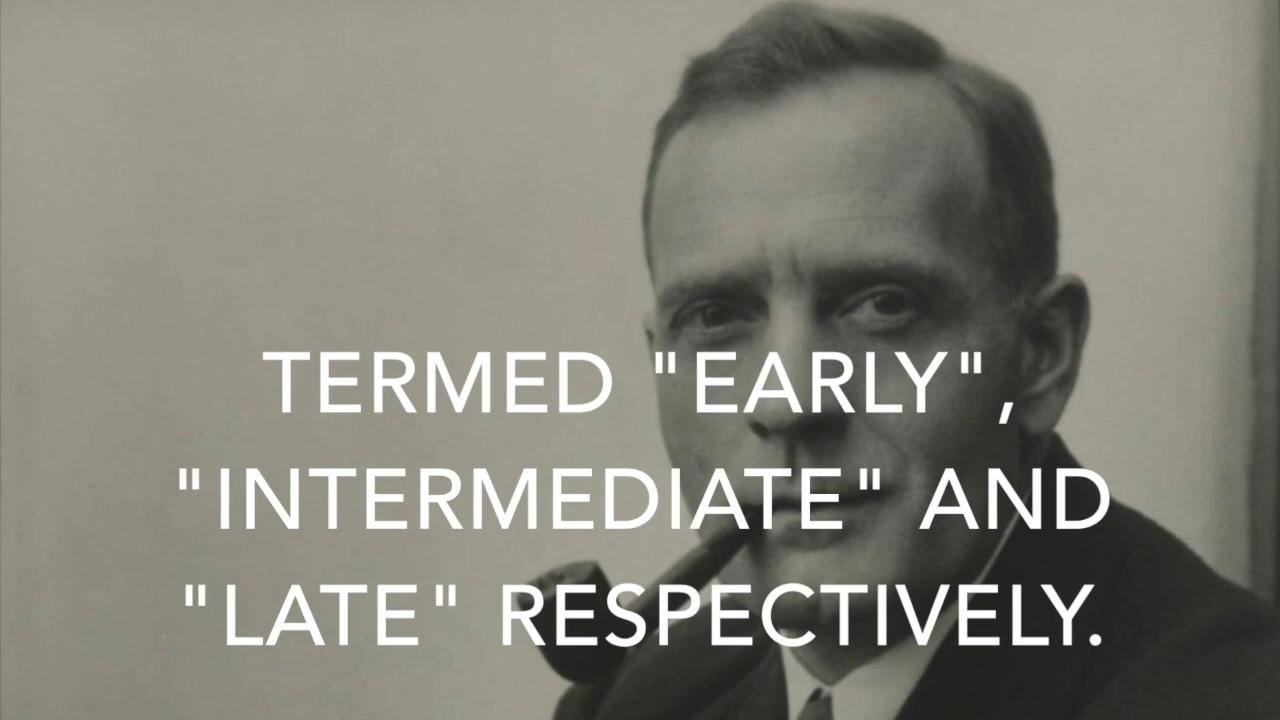 TERMED "EARLY",
"INTERMEDIATE" AND
"LATE" RESPECTIVELY.